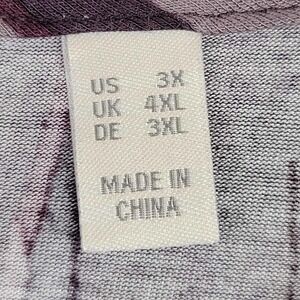 US 3X
UK 4XL
DE 3XL
MADE IN
CHINA